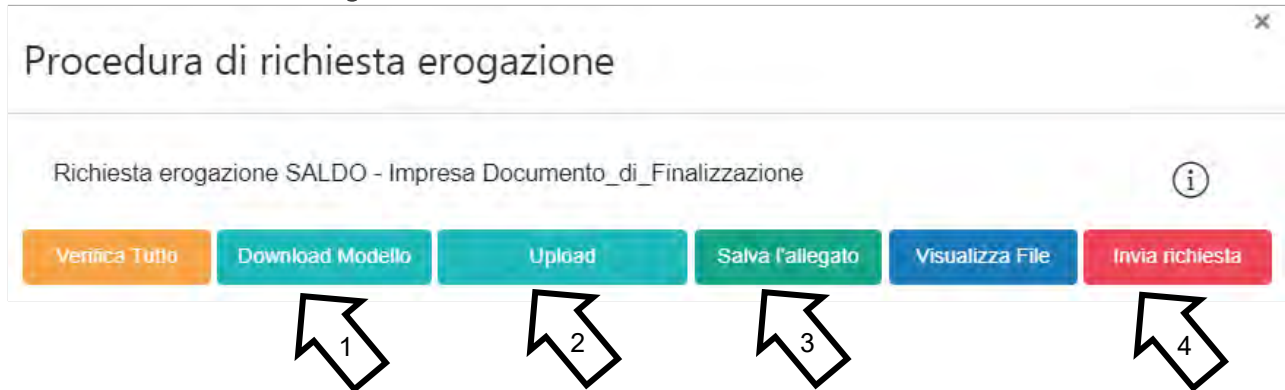 ×
Procedura di richiesta erogazione
Richiesta erogazione SALDO - Impresa Documento_di_Finalizzazione
i
Verifica Tutto Download Modello Upload Salva l'allegato Visualizza File Invia richiesta
1 2 3 4